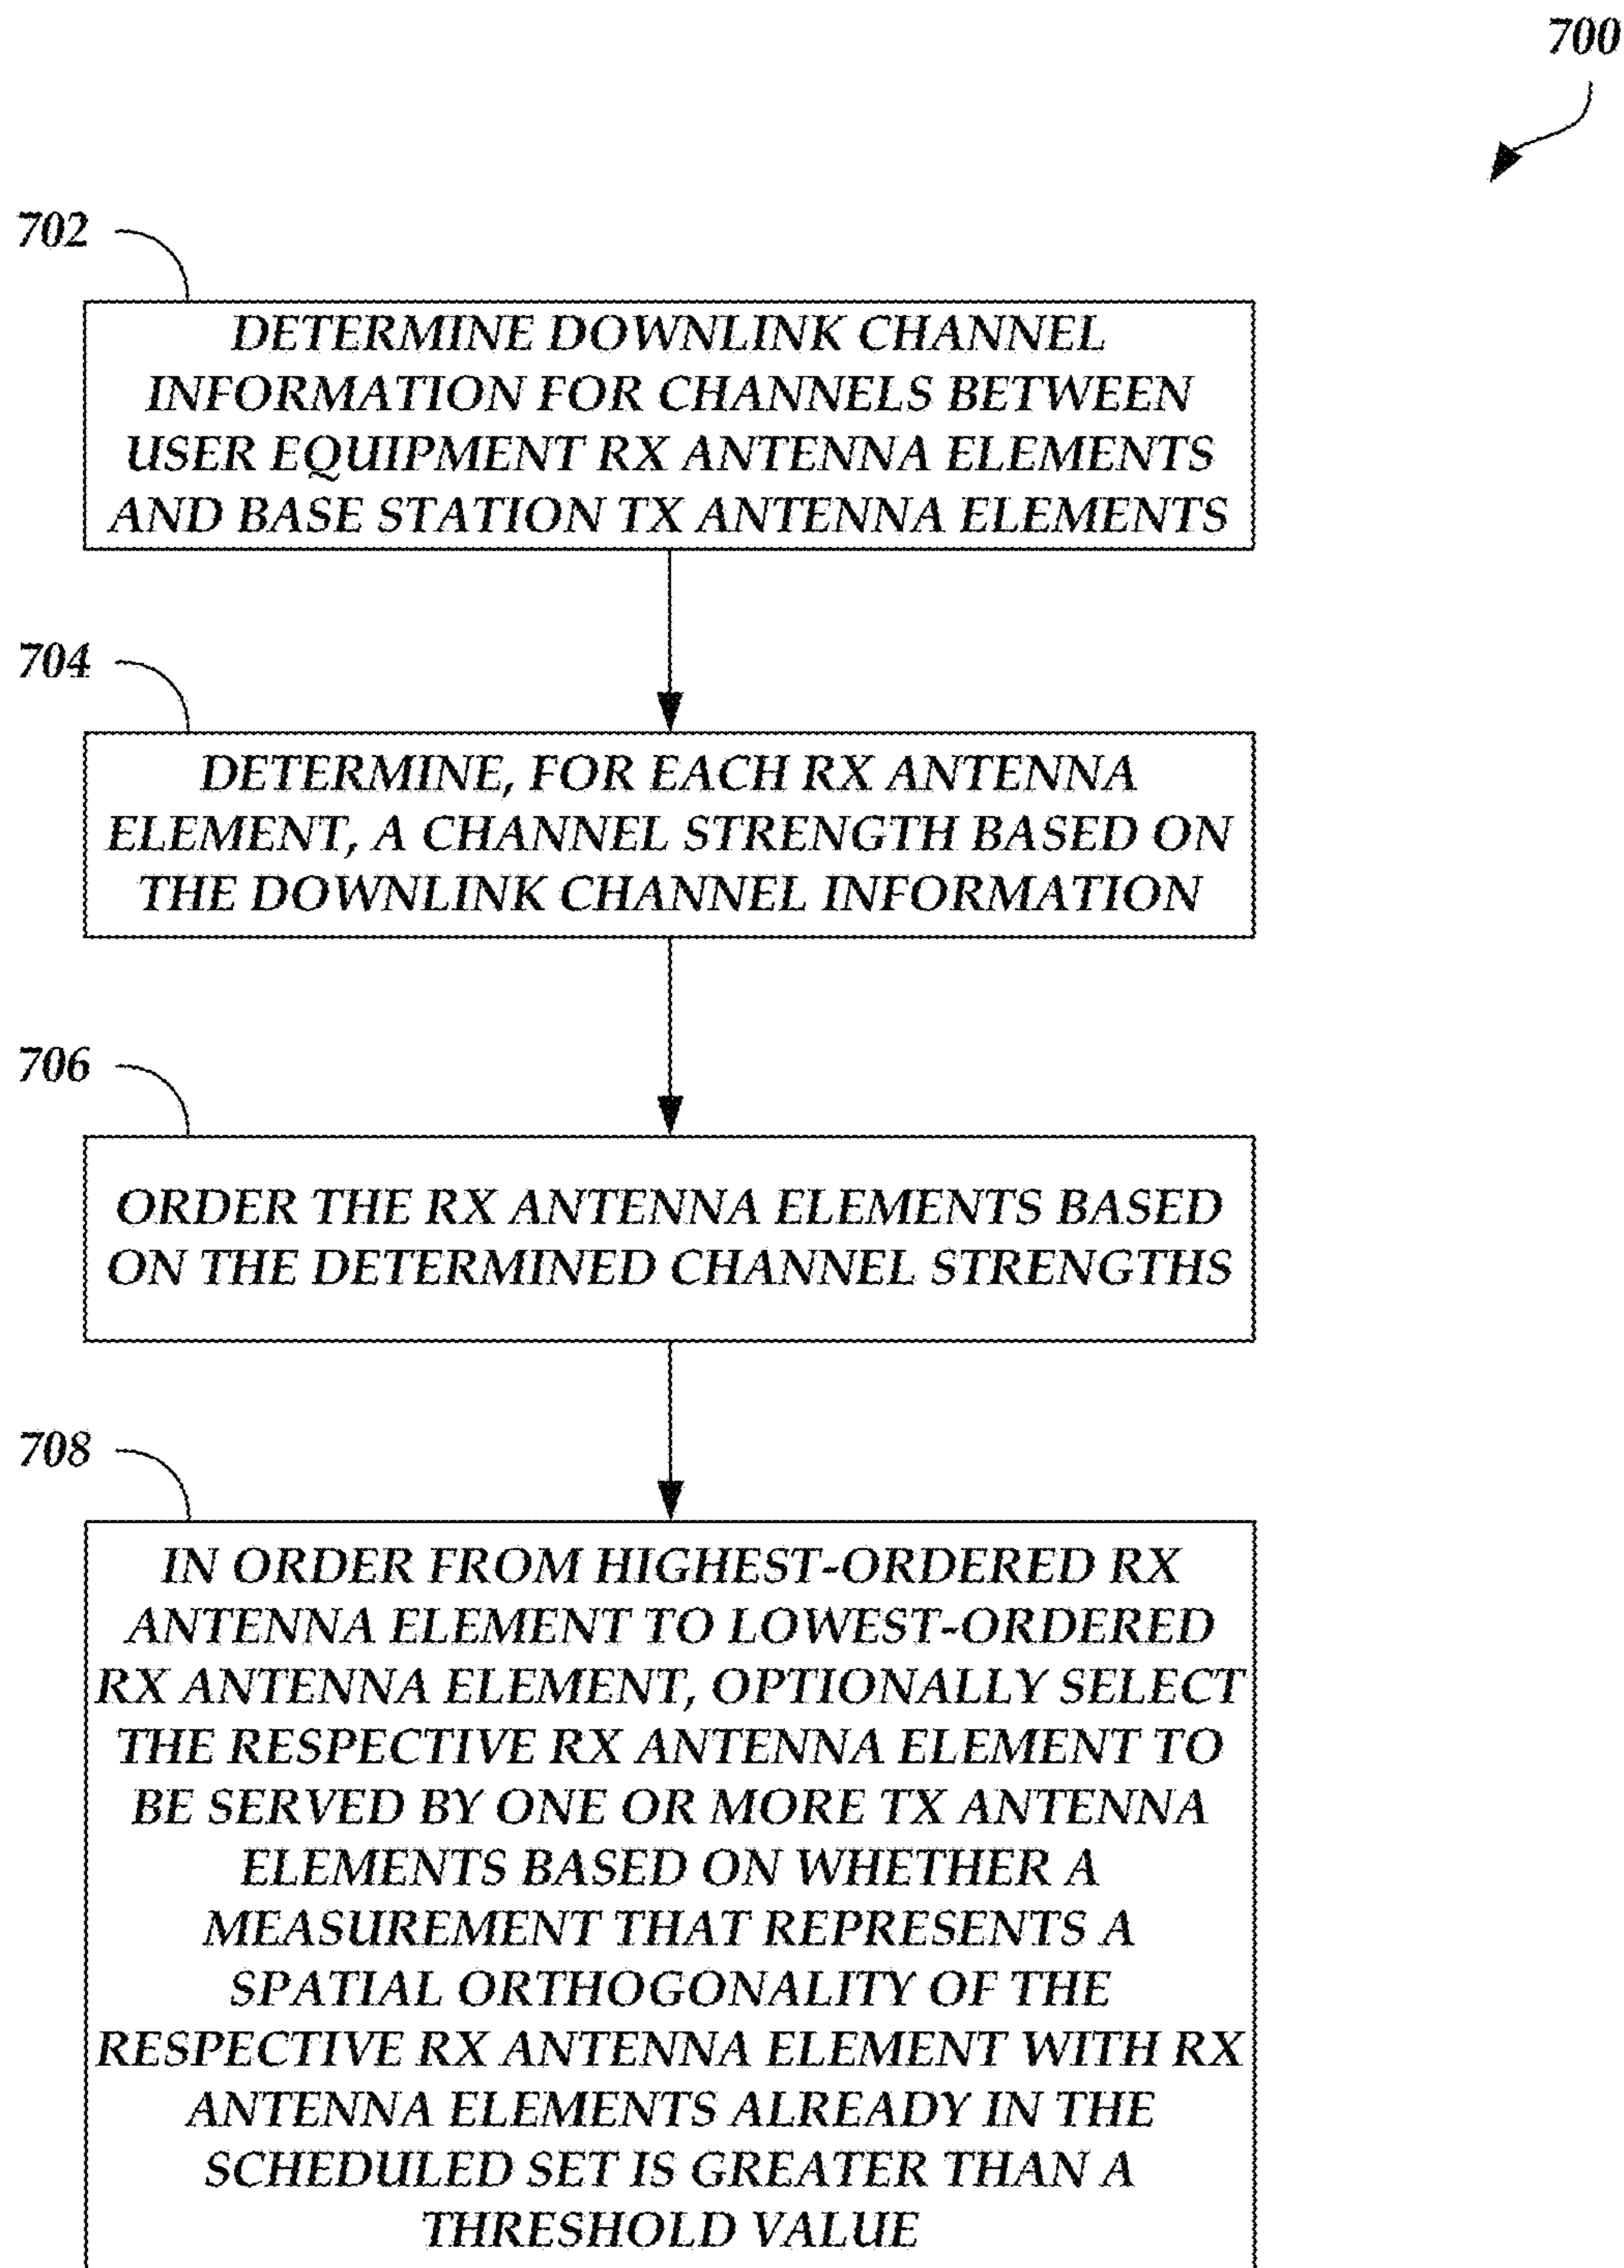 700
702
DETERMINE DOWNLINK CHANNEL
INFORMATION FOR CHANNELS BETWEEN
USER EQUIPMENT RX ANTENNA ELEMENTS
AND BASE STATION TX ANTENNA ELEMENTS
704
DETERMINE, FOR EACH RX ANTENNA
ELEMENT, A CHANNEL STRENGTH BASED ON
THE DOWNLINK CHANNEL INFORMATION
706
ORDER THE RX ANTENNA ELEMENTS BASED
ON THE DETERMINED CHANNEL STRENGTHS
708
IN ORDER FROM HIGHEST-ORDERED RX
ANTENNA ELEMENT TO LOWEST-ORDERED
RX ANTENNA ELEMENT, OPTIONALLY SELECT
THE RESPECTIVE RX ANTENNA ELEMENT TO
BE SERVED BY ONE OR MORE TX ANTENNA
ELEMENTS BASED ON WHETHER A
MEASUREMENT THAT REPRESENTS A
SPATIAL ORTHOGONALITY OF THE
RESPECTIVE RX ANTENNA ELEMENT WITH RX
ANTENNA ELEMENTS ALREADY IN THE
SCHEDULED SET IS GREATER THAN A
THRESHOLD VALUE